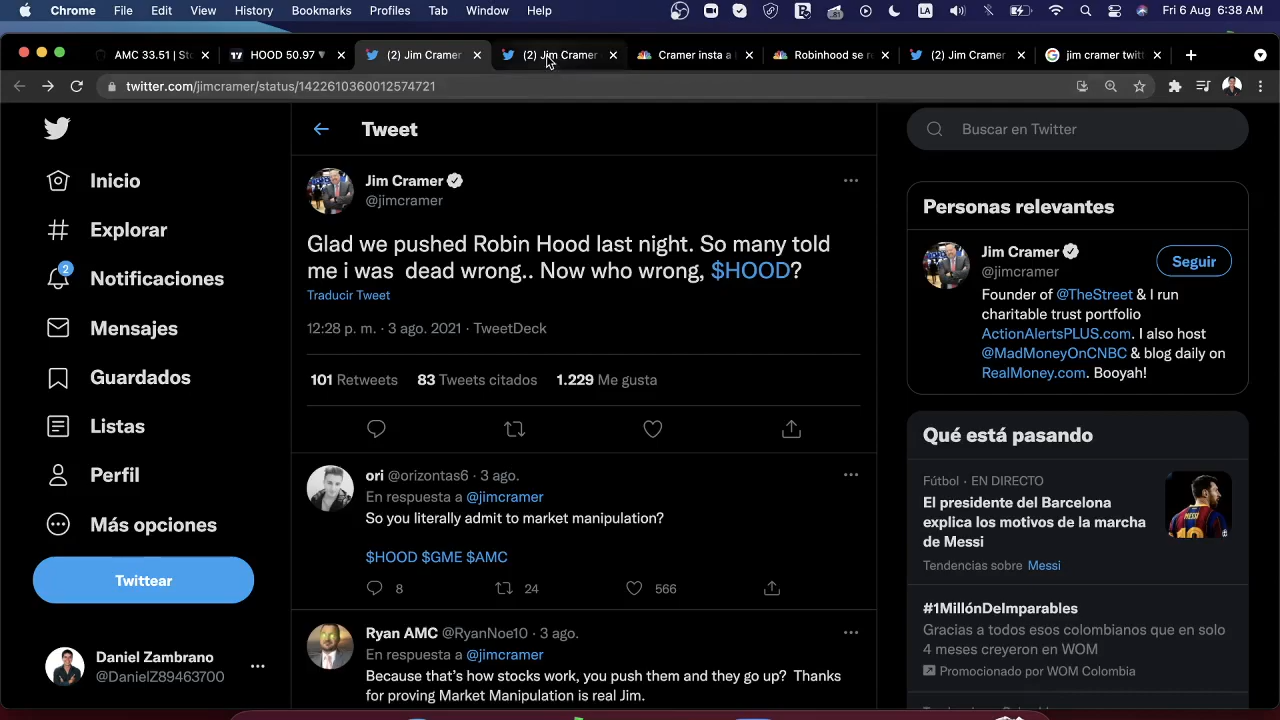 Chrome File Edit View History Bookmarks Profiles Tab Window Help
LA
Fri 6 Aug 6:38 AM
AMC 33.51 | Sto
HOOD 50.97 ▼
(2) Jim Cramer
(2) Jim Cramer
Cramer insta a
Robinhood se re
(2) Jim Cramer
jim cramer twitt
twitter.com/jimcramer/status/1422610360012574721
Inicio
Explorar
2
Notificaciones
Mensajes
Guardados
Listas
Perfil
Más opciones
Twittear
Daniel Zambrano
@DanielZ89463700
Tweet
Jim Cramer
@jimcramer
Glad we pushed Robin Hood last night. So many told
me i was dead wrong.. Now who wrong, $HOOD?
Traducir Tweet
12:28 p. m. · 3 ago. 2021 · TweetDeck
101 Retweets 83 Tweets citados 1.229 Me gusta
ori @orizontas6 · 3 ago.
En respuesta a @jimcramer
So you literally admit to market manipulation?
$HOOD $GME $AMC
8 24 566
Ryan AMC @RyanNoe10 · 3 ago.
En respuesta a @jimcramer
Because that's how stocks work, you push them and they go up? Thanks
for proving Market Manipulation is real Jim.
Buscar en Twitter
Personas relevantes
Jim Cramer
@jimcramer
Seguir
Founder of @TheStreet & I run
charitable trust portfolio
ActionAlertsPLUS.com. I also host
@MadMoneyOnCNBC & blog daily on
RealMoney.com. Booyah!
Qué está pasando
Fútbol · EN DIRECTO
El presidente del Barcelona
explica los motivos de la marcha
de Messi
Tendencias sobre Messi
#1MillónDeImparables
Gracias a todos esos colombianos que en solo
4 meses creyeron en WOM
Promocionado por WOM Colombia